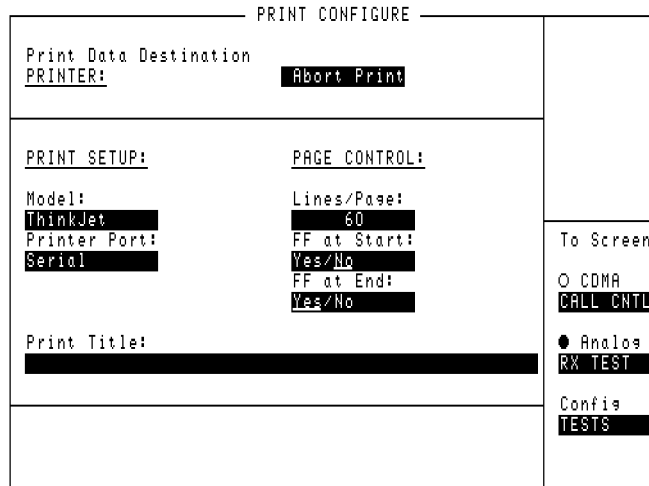 PRINT CONFIGURE
Print Data Destination
PRINTER:
Abort Print
PRINT SETUP:
Model:
ThinkJet
Printer Port:
Serial
PAGE CONTROL:
Lines/Page:
60
FF at Start:
Yes/No
FF at End:
Yes/No
Print Title:
To Screen
CDMA
CALL CNTL
Analog
RX TEST
Config
TESTS